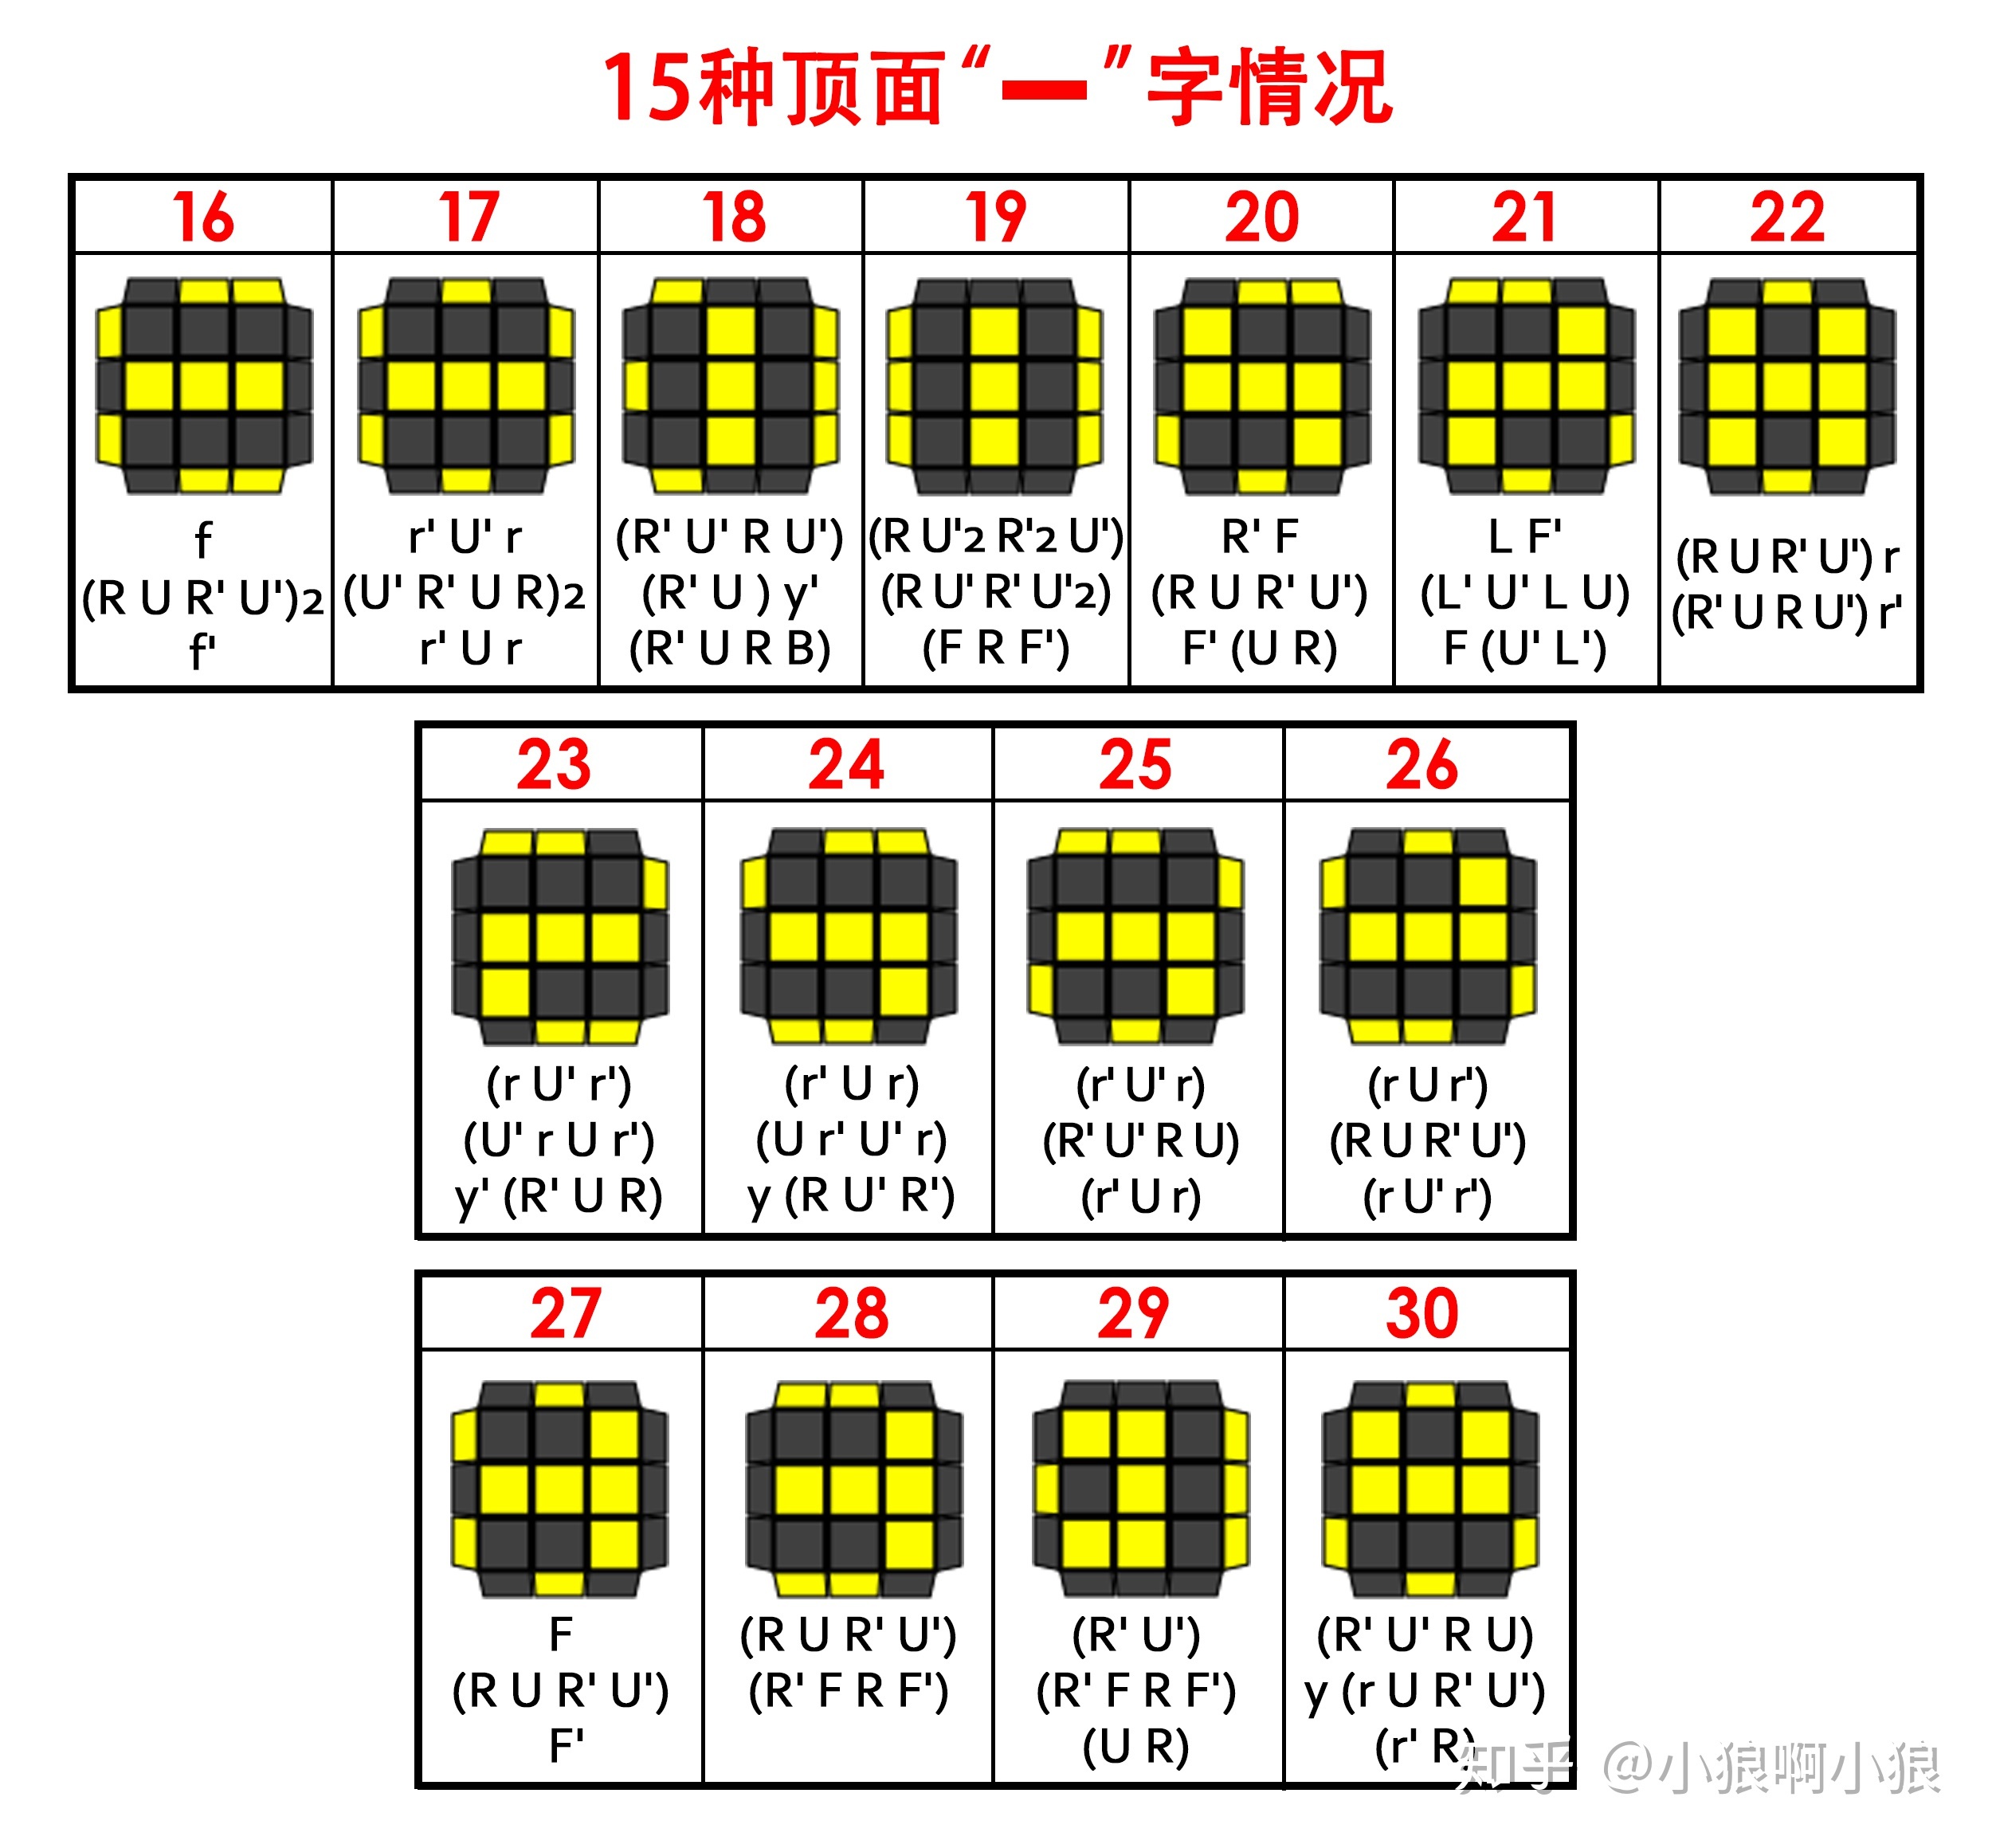 15种顶面“一”字情况
16 17 18 19 20 21 22
f
(R U R' U')2
f'
r' U' r
(U' R' U R)2
r' U r
(R' U' R U')
(R' U ) y'
(R' U R B)
(R U'2 R'2 U')
(R U' R' U'2)
(F R F')
R' F
(R U R' U')
F' (U R)
L F'
(L' U' L U)
F (U' L')
(R U R' U') r
(R' U R U') r'
23 24 25 26
(r U' r')
(U' r U r')
y' (R' U R)
(r' U r)
(U r' U' r)
y (R U' R')
(r' U' r)
(R' U' R U)
(r' U r)
(r U r')
(R U R' U')
(r U' r')
27 28 29 30
F
(R U R' U')
F'
(R U R' U')
(R' F R F')
(R' U')
(R' F R F')
(U R)
(R' U' R U)
y (r U R' U')
(r' R)
知乎 @小狼啊小狼